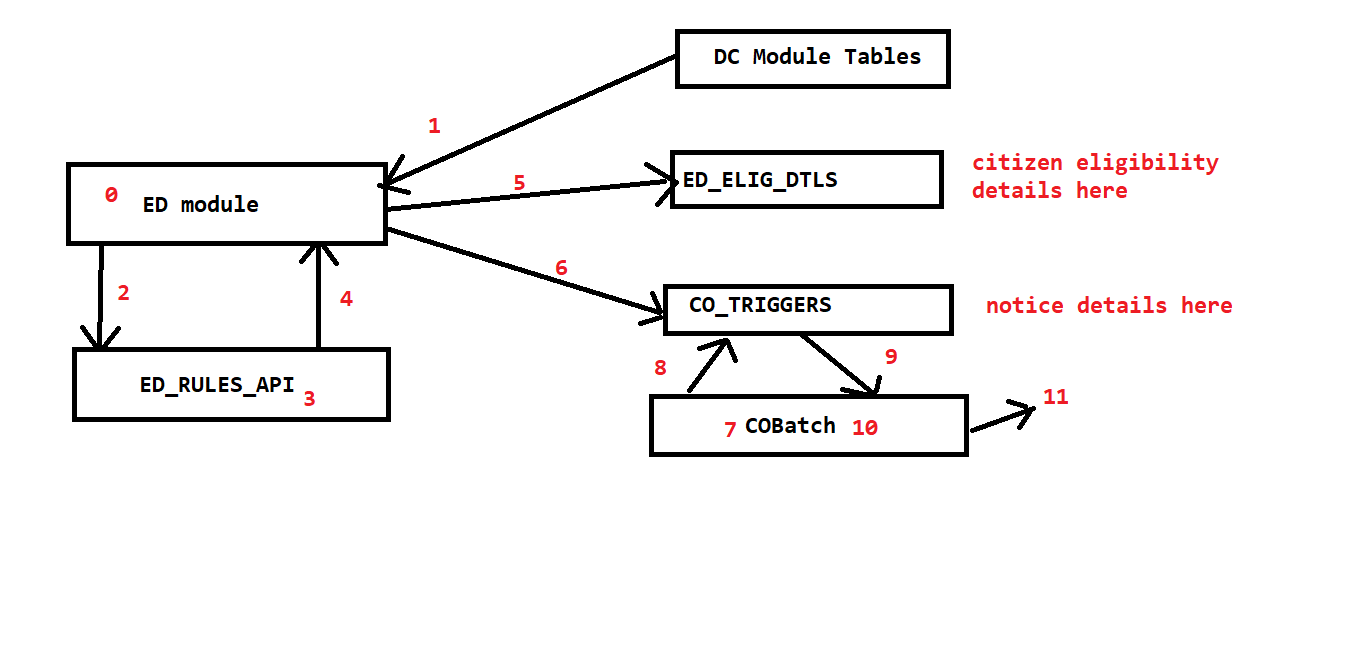 DC Module Tables
1
citizen eligibility
details here
5
ED_ELIG_DTLS
0
ED module
6
2
4
CO_TRIGGERS
notice details here
8
9
ED_RULES_API
3
11
7 COBatch 10